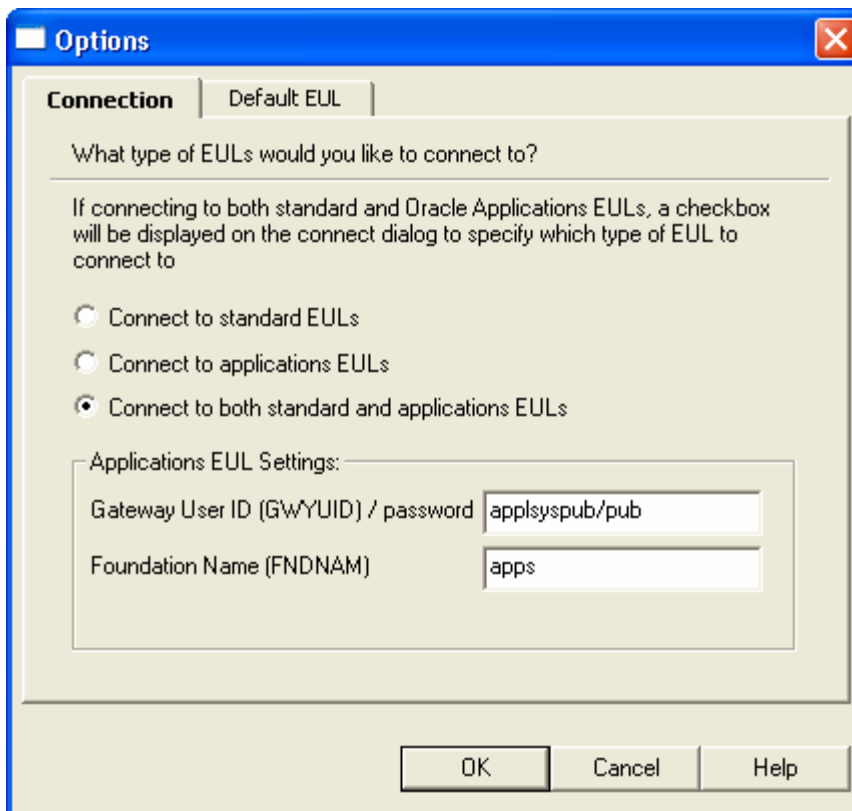 Options
Connection
Default EUL
What type of EULs would you like to connect to?
If connecting to both standard and Oracle Applications EULs, a checkbox
will be displayed on the connect dialog to specify which type of EUL to
connect to
Connect to standard EULs
Connect to applications EULs
Connect to both standard and applications EULs
Applications EUL Settings:
Gateway User ID (GWYUID) / password applsyspub/pub
Foundation Name (FNDNAM) apps
OK Cancel Help